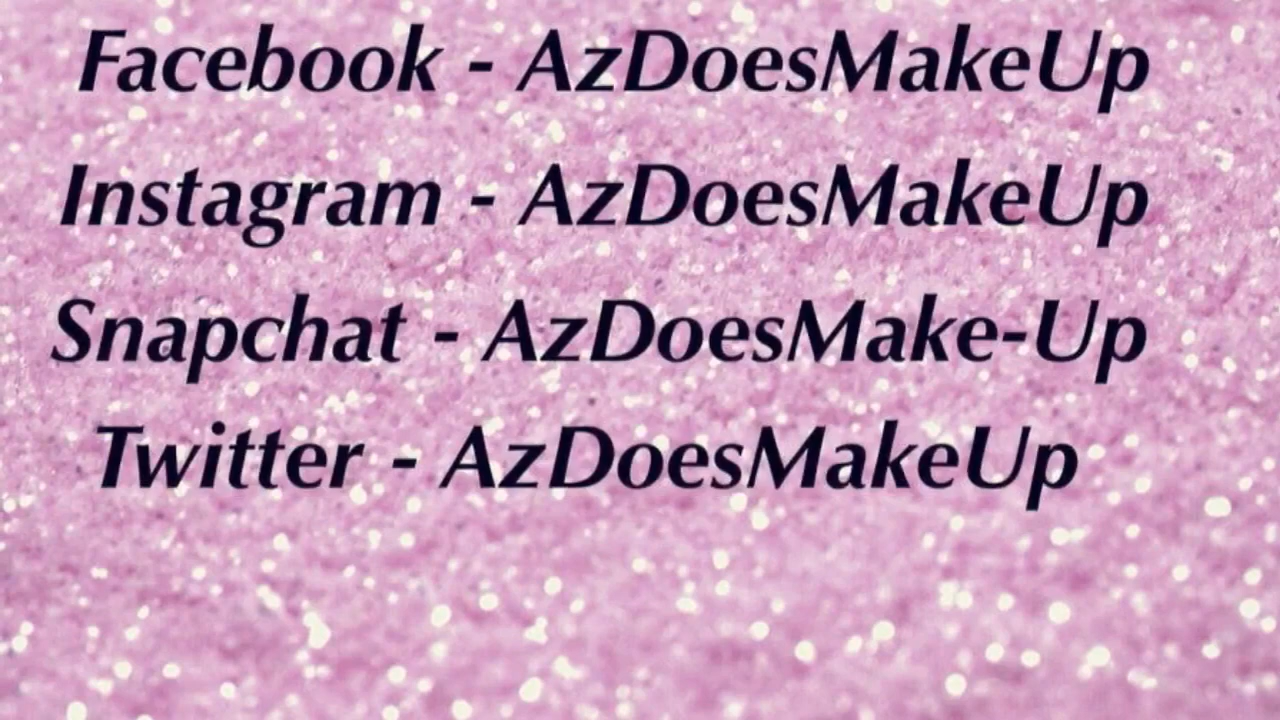 Facebook - AzDoesMakeUp
Instagram - AzDoesMakeUp
Snapchat - AzDoesMake-Up
Twitter - AzDoesMakeUp